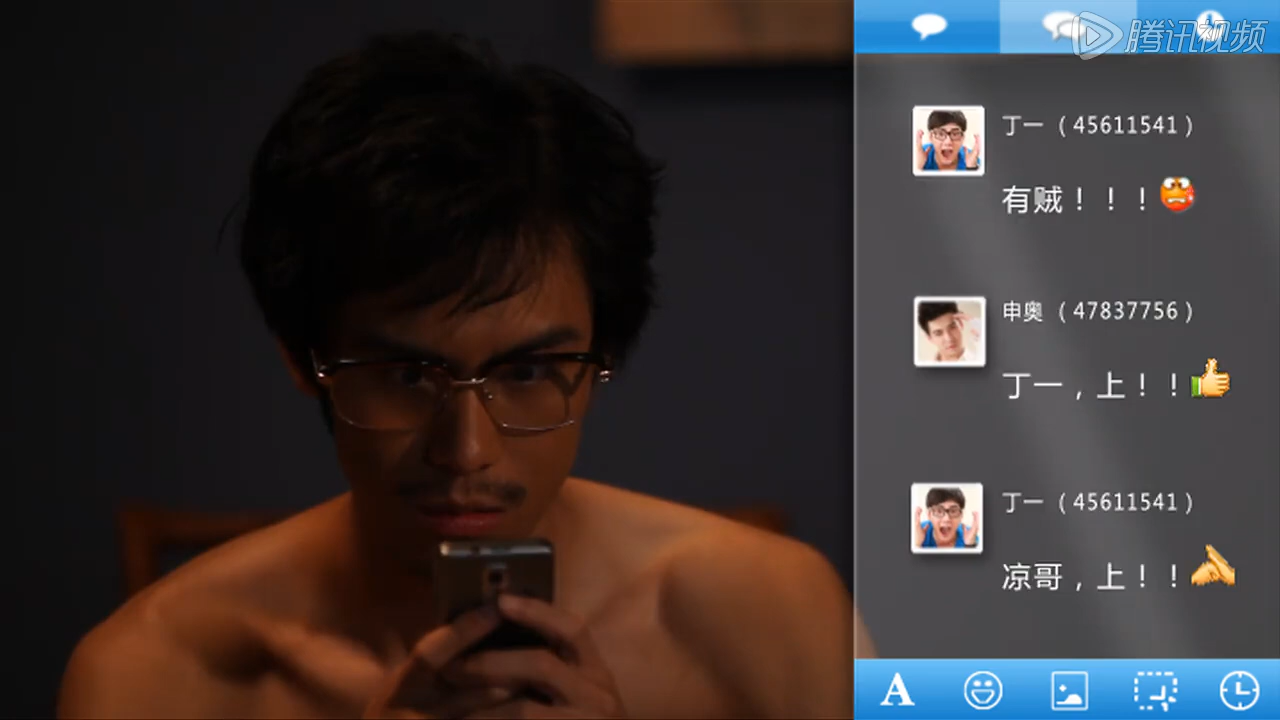 腾讯视频
丁一（45611541）
有贼！！！
申奥（47837756）
丁一，上！！
丁一（45611541）
凉哥，上！！
A